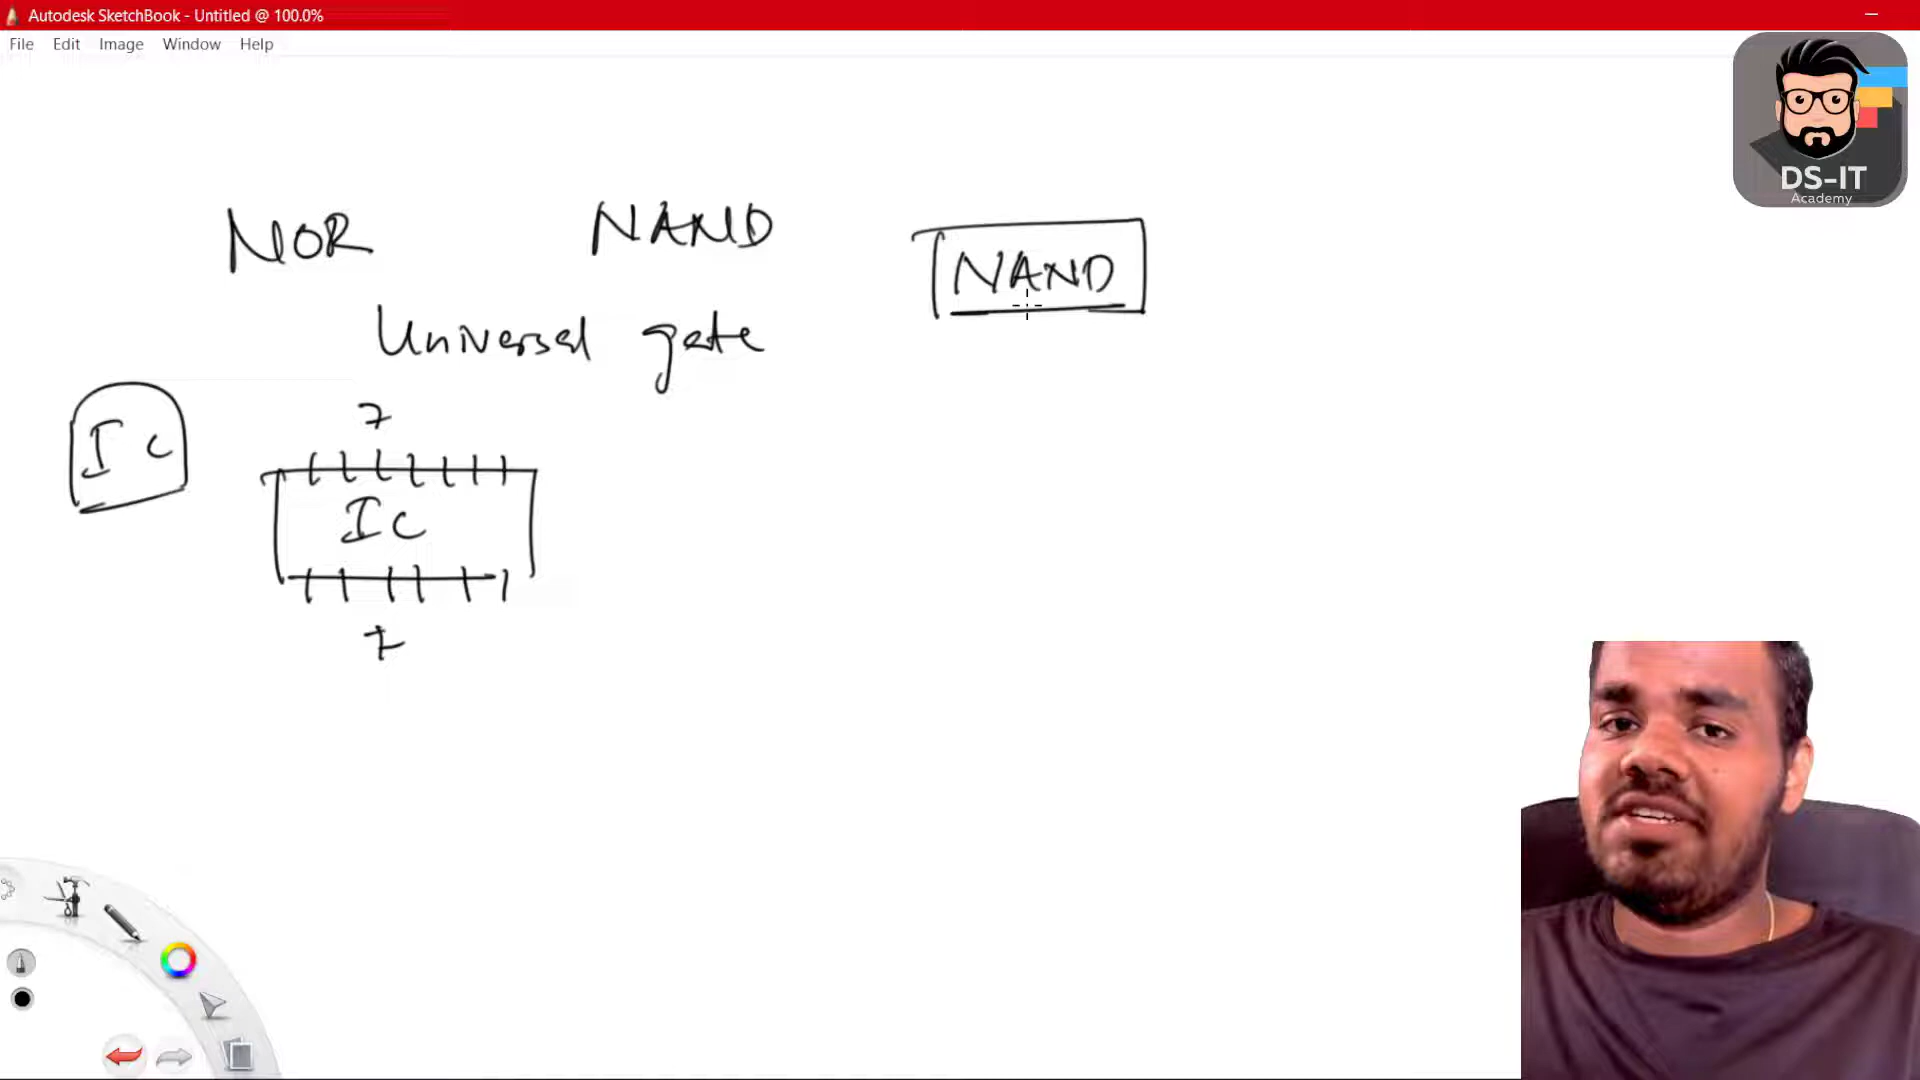 Autodesk SketchBook - Untitled @ 100.0%
File Edit Image Window Help
DS-IT
Academy
NOR NAND NAND
Universal gate
IC
7
IC
7